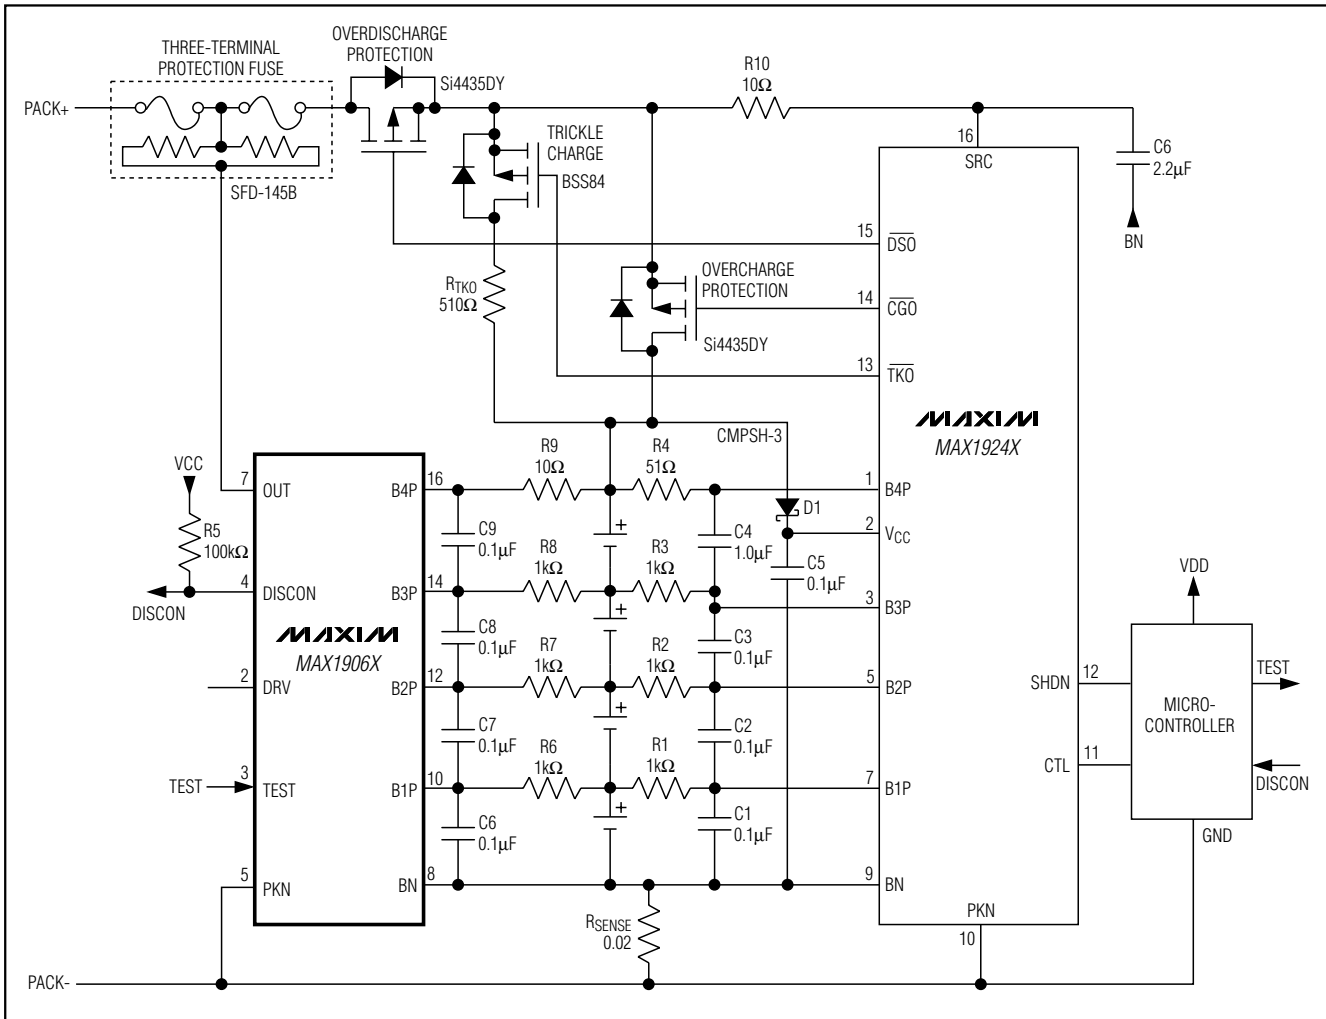 THREE-TERMINAL
PROTECTION FUSE
OVERDISCHARGE
PROTECTION
Si4435DY
R10
10Ω
PACK+
SFD-145B
TRICKLE
CHARGE
BSS84
16
SRC
C6
2.2µF
BN
15
DSO
RTKO
510Ω
OVERCHARGE
PROTECTION
Si4435DY
14
CGO
13
TKO
MAXIM
MAX1924X
CMPSH-3
VCC
R5
100kΩ
7
OUT
B4P
16
R9
10Ω
R4
51Ω
1
B4P
D1
2
VCC
C9
0.1µF
+
C4
1.0µF
C5
0.1µF
DISCON
4
DISCON
B3P
14
R8
1kΩ
R3
1kΩ
3
B3P
MAXIM
MAX1906X
C8
0.1µF
+
C3
0.1µF
2
DRV
B2P
12
R7
1kΩ
R2
1kΩ
5
B2P
C7
0.1µF
+
C2
0.1µF
TEST
3
TEST
B1P
10
R6
1kΩ
R1
1kΩ
7
B1P
C6
0.1µF
+
C1
0.1µF
5
PKN
BN
8
9
BN
RSENSE
0.02
PKN
10
SHDN
12
CTL
11
VDD
MICRO-
CONTROLLER
TEST
DISCON
GND
PACK-